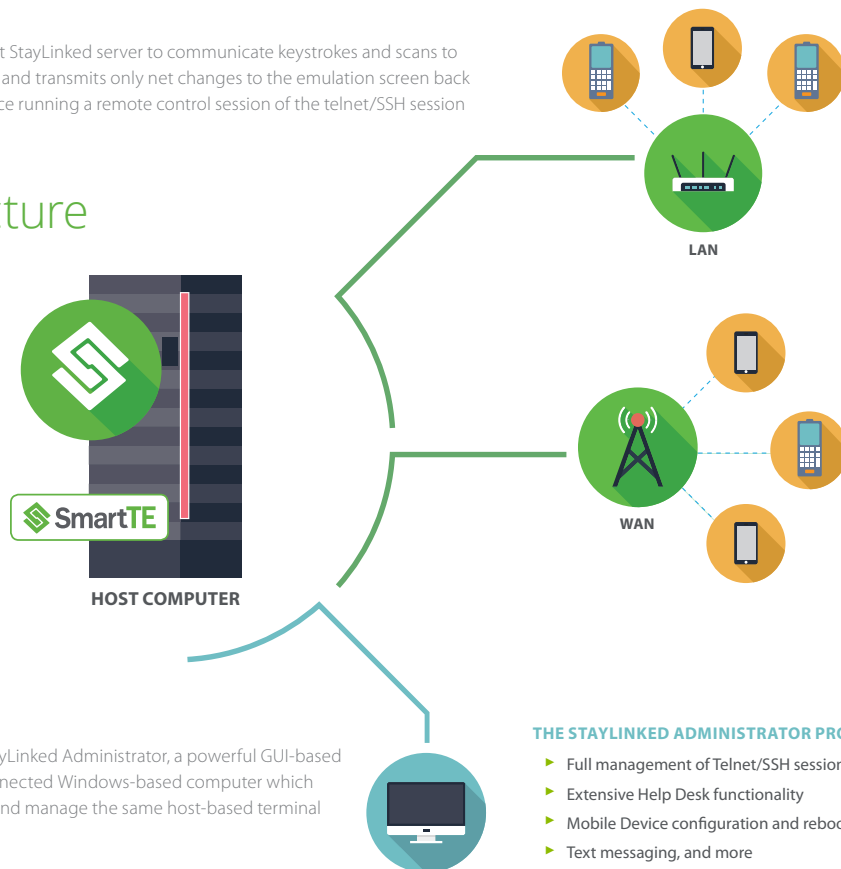 t StayLinked server to communicate keystrokes and scans to
and transmits only net changes to the emulation screen back
ce running a remote control session of the telnet/SSH session
cture
LAN
SmartTE
HOST COMPUTER
WAN
yLinked Administrator, a powerful GUI-based
nnected Windows-based computer which
and manage the same host-based terminal
THE STAYLINKED ADMINISTRATOR PRO
► Full management of Telnet/SSH session
► Extensive Help Desk functionality
► Mobile Device configuration and reboo
► Text messaging, and more